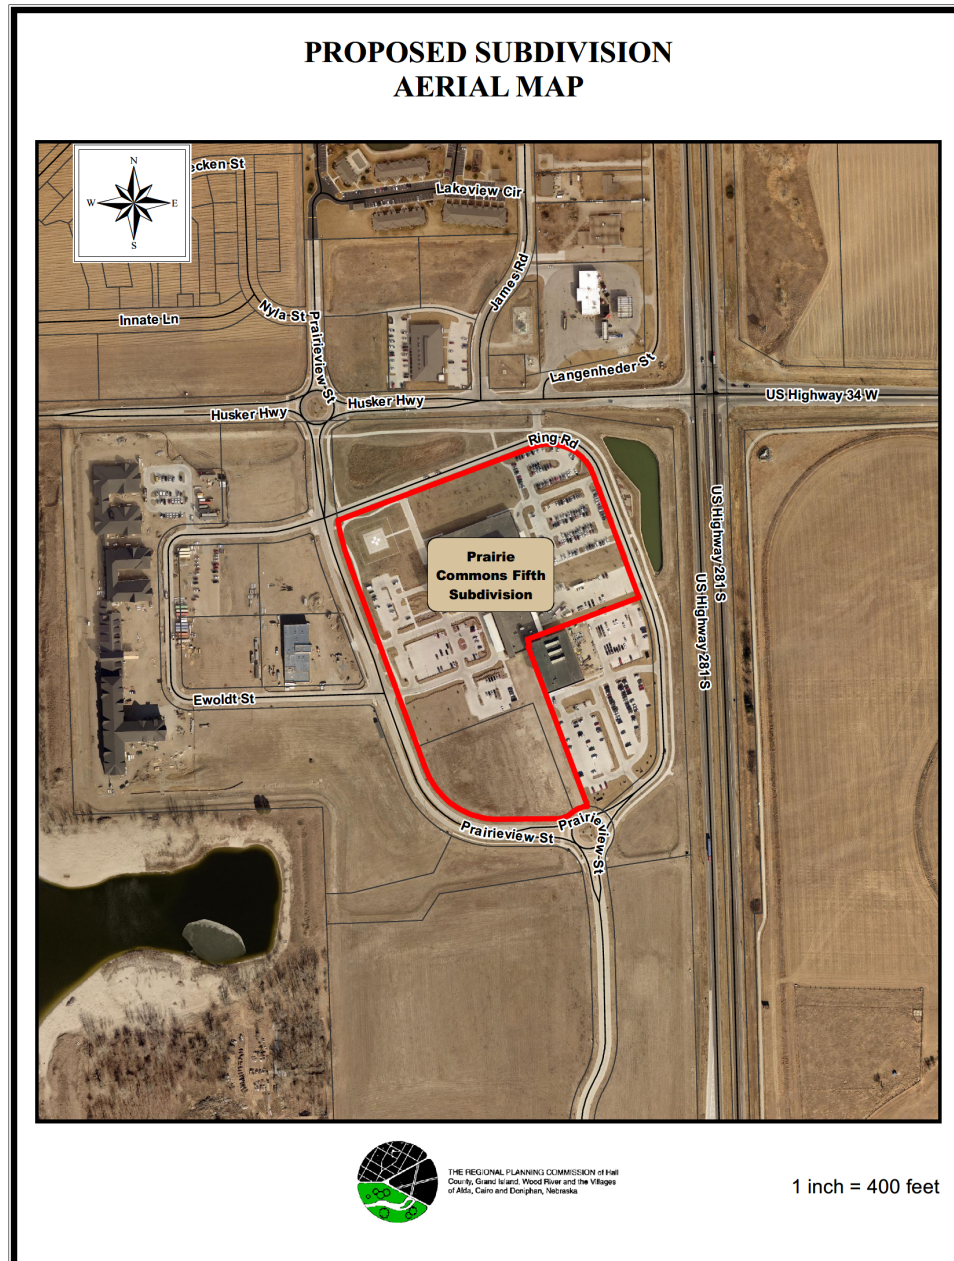 PROPOSED SUBDIVISION
AERIAL MAP
N
W
E
S
ecken St
Lakeview Cir
James Rd
Innate Ln
Nyla St
Prairieview St
Langenheder St
US Highway 34 W
Husker Hwy
Husker Hwy
Ring Rd
US Highway 281 S
US Highway 281 S
Prairie
Commons Fifth
Subdivision
Ewoldt St
Prairieview St
Prairieview St
THE REGIONAL PLANNING COMMISSION of Hall
County, Grand Island, Wood River and the Villages
of Alda, Cairo and Doniphan, Nebraska
1 inch = 400 feet